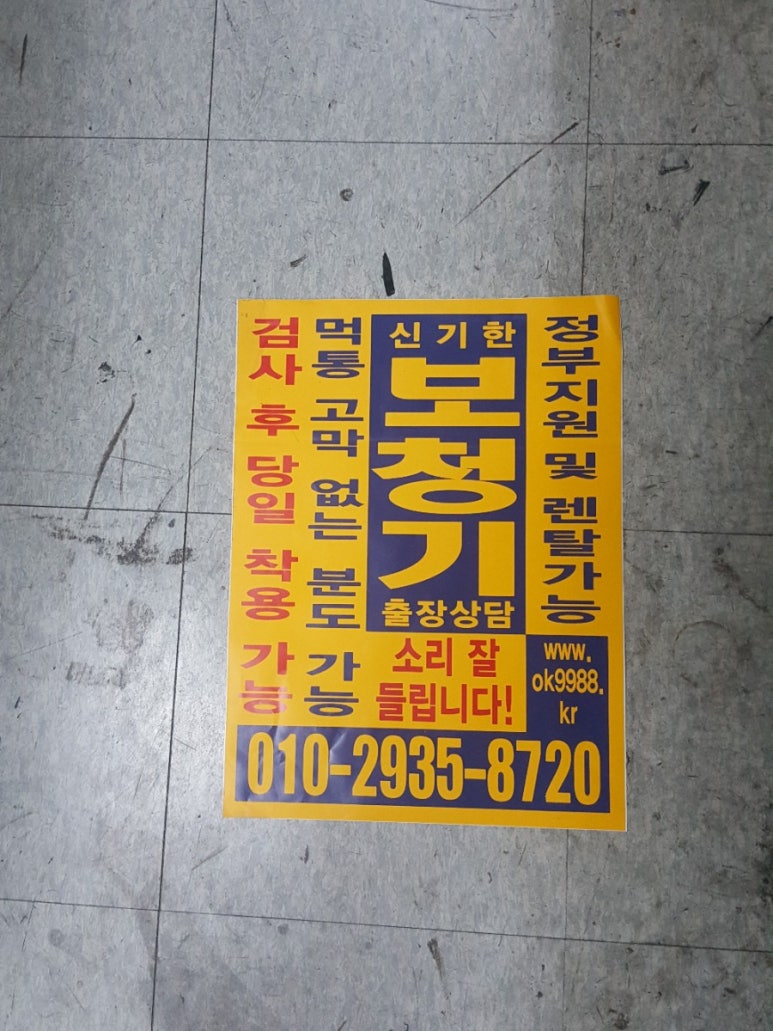 정부지원 및 렌탈가능
신기한
보청기
출장상담
먹통 고막 없는 분도 가능
검사 후 당일 착용 가능
소리 잘
들립니다!
www.
ok9988.
kr
010-2935-8720